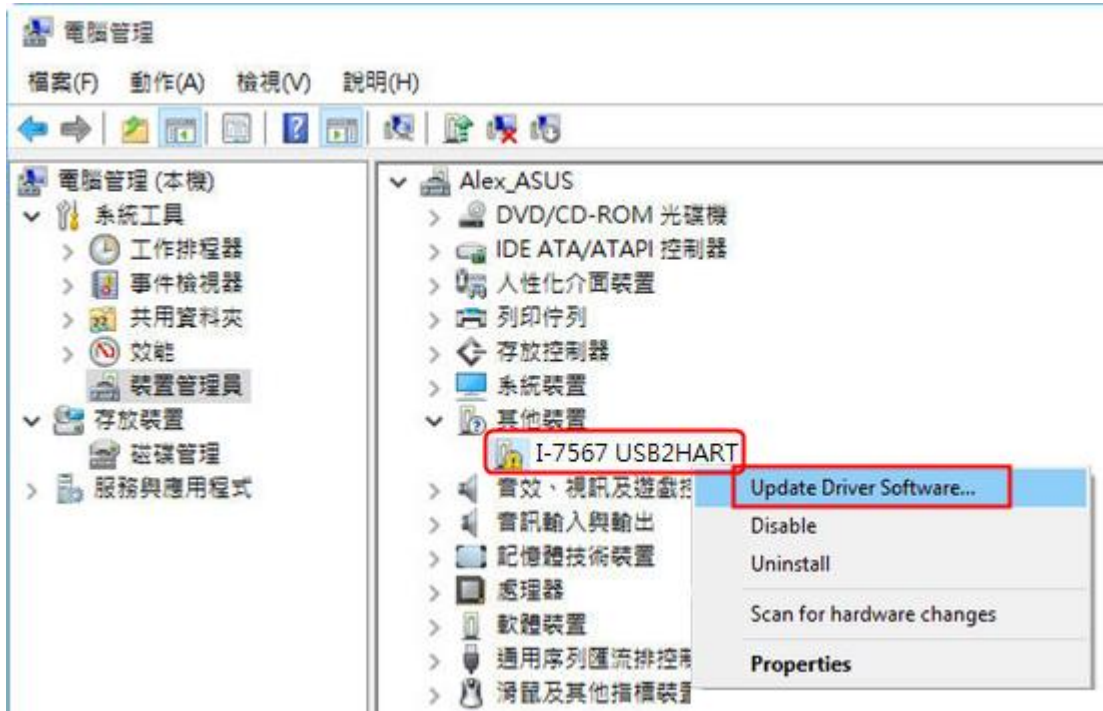 電腦管理
檔案(F) 動作(A) 檢視(V) 說明(H)
電腦管理 (本機)
系統工具
工作排程器
事件檢視器
共用資料夾
效能
裝置管理員
存放裝置
磁碟管理
服務與應用程式
Alex_ASUS
DVD/CD-ROM 光碟機
IDE ATA/ATAPI 控制器
人性化介面裝置
列印佇列
存放控制器
系統裝置
其他裝置
I-7567 USB2HART
音效、視訊及遊戲控
音訊輸入與輸出
記憶體技術裝置
處理器
軟體裝置
通用序列匯流排控制
滑鼠及其他指標裝置
Update Driver Software...
Disable
Uninstall
Scan for hardware changes
Properties